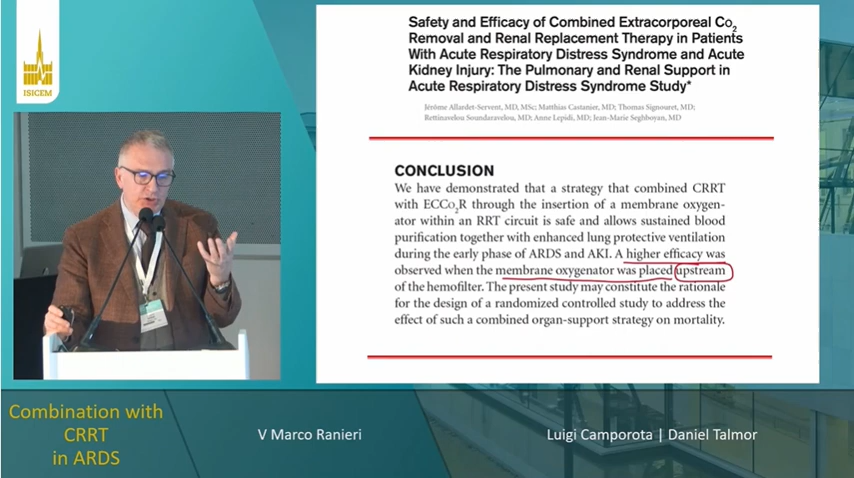 ISICEM
Safety and Efficacy of Combined Extracorporeal Co2
Removal and Renal Replacement Therapy in Patients
With Acute Respiratory Distress Syndrome and Acute
Kidney Injury: The Pulmonary and Renal Support in
Acute Respiratory Distress Syndrome Study*
Jérôme Allardet-Servent, MD, MSc; Matthias Castanier, MD; Thomas Signouret, MD;
Rettinavelou Soundaravelou, MD; Anne Lepidi, MD; Jean-Marie Seghboyan, MD
CONCLUSION
We have demonstrated that a strategy that combined CRRT
with ECCO2R through the insertion of a membrane oxygen-
ator within an RRT circuit is safe and allows sustained blood
purification together with enhanced lung protective ventilation
during the early phase of ARDS and AKI. A higher efficacy was
observed when the membrane oxygenator was placed upstream
of the hemofilter. The present study may constitute the rationale
for the design of a randomized controlled study to address the
effect of such a combined organ-support strategy on mortality.
Combination with
CRRT
in ARDS
V Marco Ranieri
Luigi Camporota | Daniel Talmor